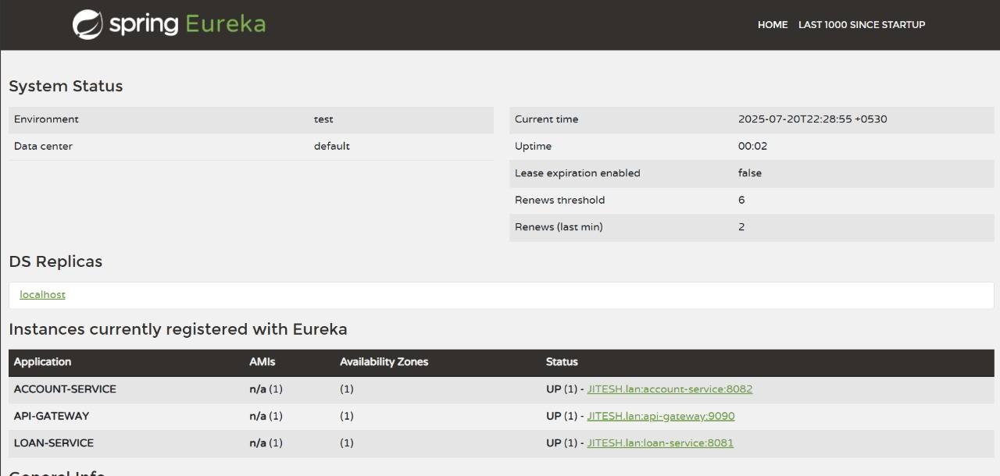 spring Eureka
HOME LAST 1000 SINCE STARTUP
System Status
Environment test
Data center default
Current time 2025-07-20T22:28:55 +0530
Uptime 00:02
Lease expiration enabled false
Renews threshold 6
Renews (last min) 2
DS Replicas
localhost
Instances currently registered with Eureka
Application AMIs Availability Zones Status
ACCOUNT-SERVICE n/a (1) (1) UP (1) - JITESH.lan:account-service:8082
API-GATEWAY n/a (1) (1) UP (1) - JITESH.lan:api-gateway:9090
LOAN-SERVICE n/a (1) (1) UP (1) - JITESH.lan:loan-service:8081
General Info